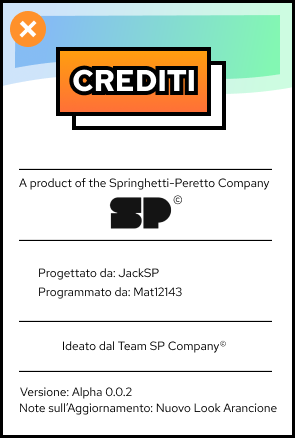 CREDITI
A product of the Springhetti-Peretto Company
SP©
Progettato da: JackSP
Programmato da: Mat12143
Ideato dal Team SP Company©
Versione: Alpha 0.0.2
Note sull'Aggiornamento: Nuovo Look Arancione